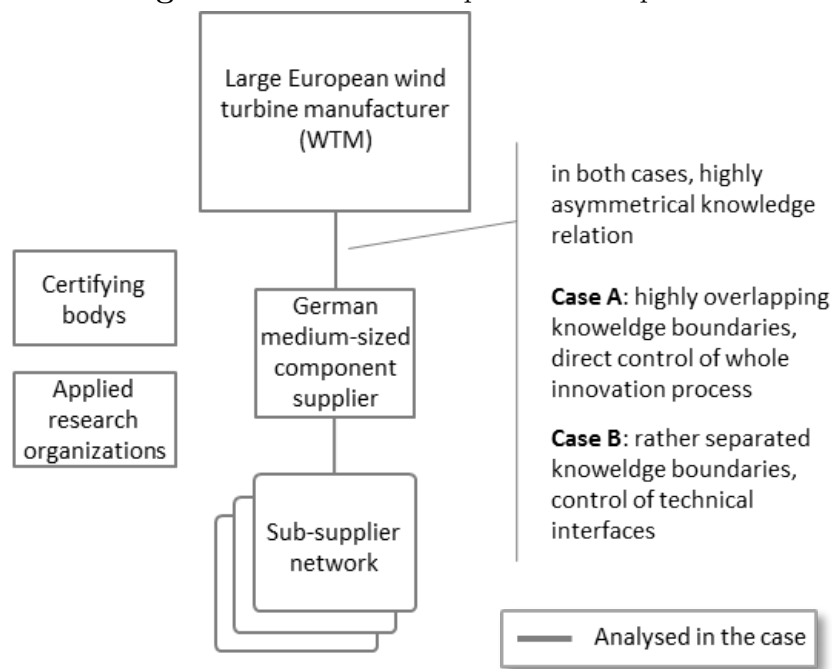 Large European wind
turbine manufacturer
(WTM)
in both cases, highly
asymmetrical knowledge
relation
Certifying
bodys
German
medium-sized
component
supplier
Case A: highly overlapping
knoweldge boundaries,
direct control of whole
innovation process
Applied
research
organizations
Case B: rather separated
knoweldge boundaries,
control of technical
interfaces
Sub-supplier
network
Analysed in the case